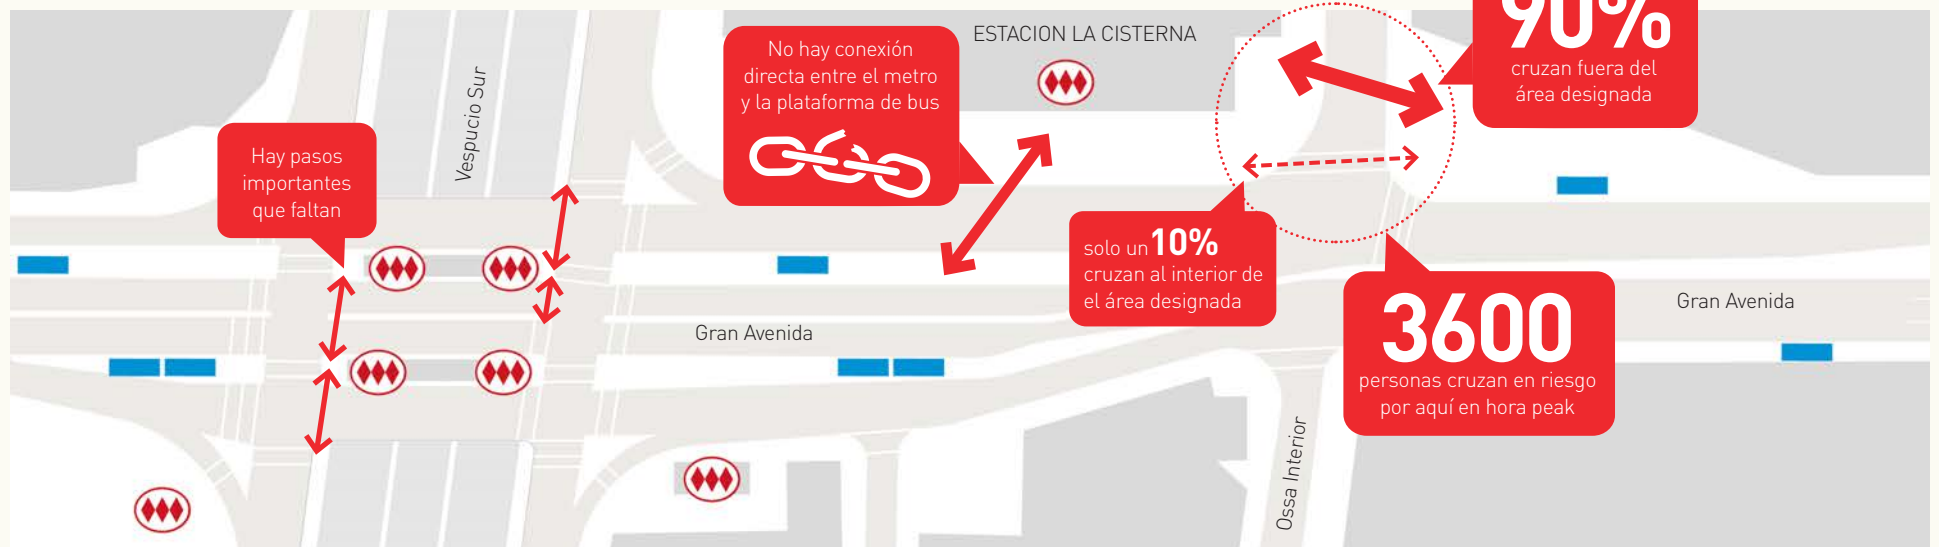 90%
cruzan fuera del
área designada
ESTACION LA CISTERNA
No hay conexión
directa entre el metro
y la plataforma de bus
Vespucio Sur
Hay pasos
importantes
que faltan
solo un 10%
cruzan al interior de
el área designada
3600
personas cruzan en riesgo
por aquí en hora peak
Gran Avenida
Gran Avenida
Ossa Interior